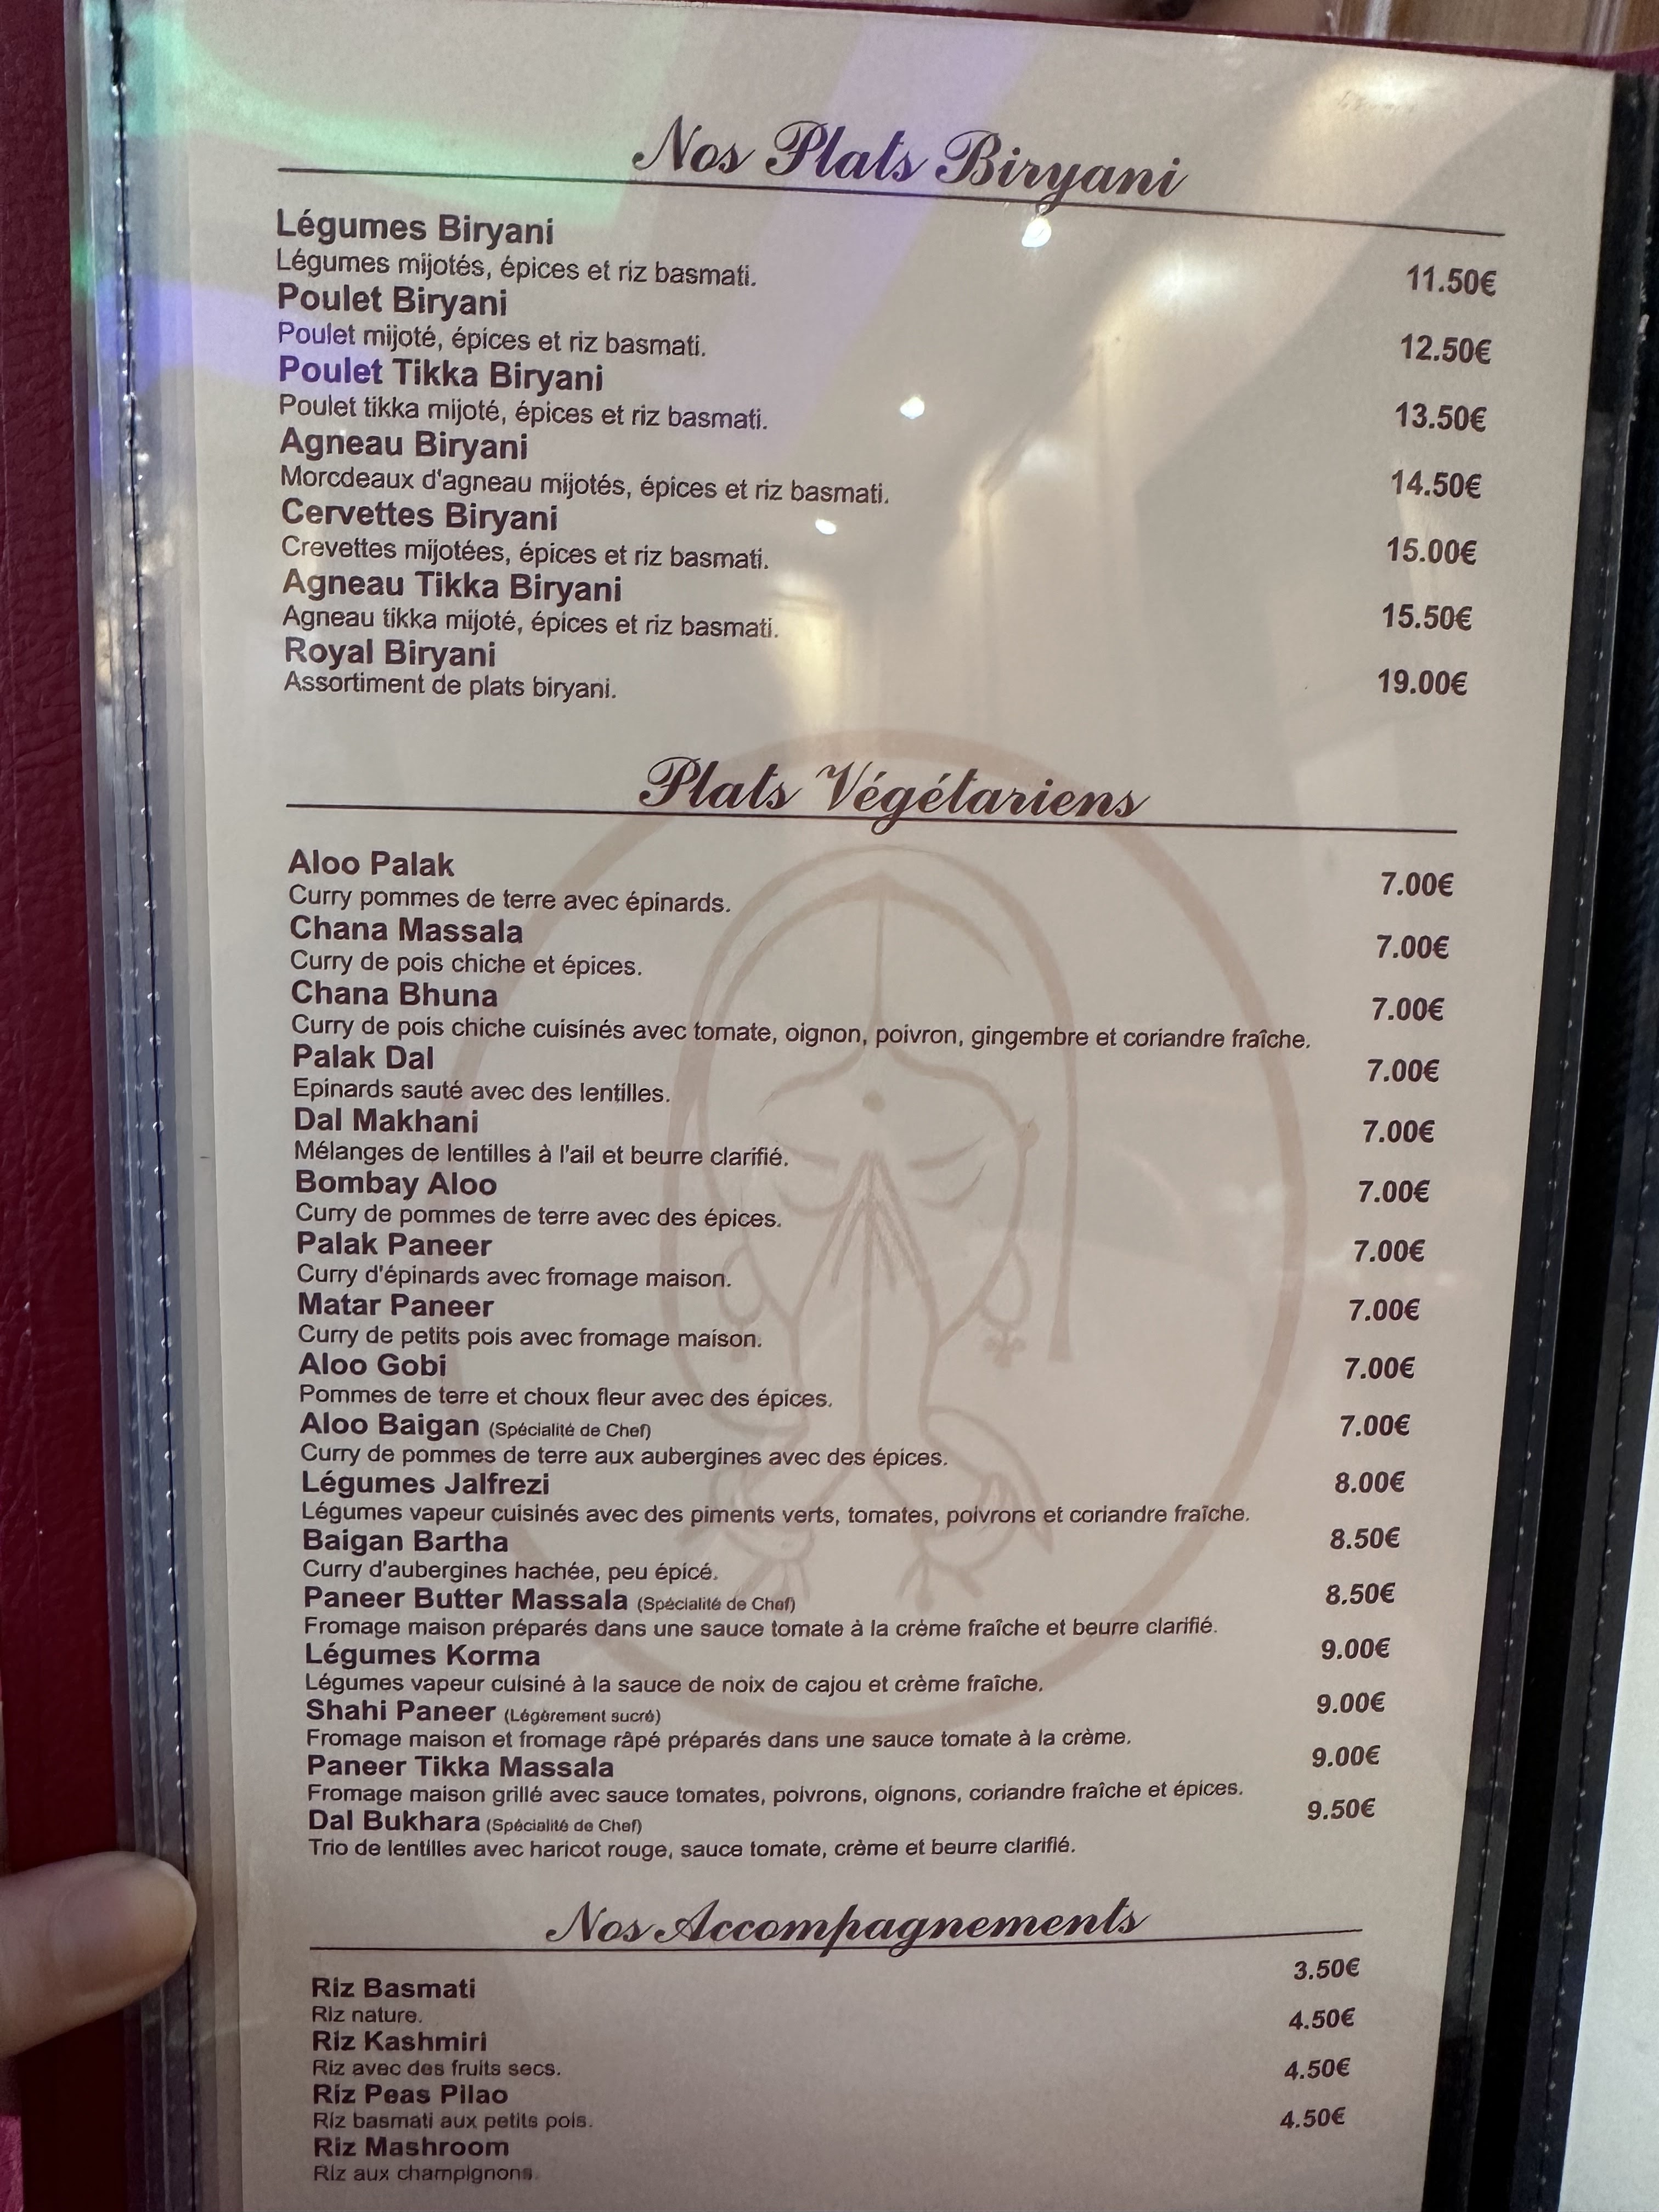 Nos Plats Biryani
Légumes Biryani
Légumes mijotés, épices et riz basmati. 11.50€
Poulet Biryani
Poulet mijoté, épices et riz basmati. 12.50€
Poulet Tikka Biryani
Poulet tikka mijoté, épices et riz basmati. 13.50€
Agneau Biryani
Morcdeaux d'agneau mijotés, épices et riz basmati. 14.50€
Cervettes Biryani
Crevettes mijotées, épices et riz basmati. 15.00€
Agneau Tikka Biryani
Agneau tikka mijoté, épices et riz basmati. 15.50€
Royal Biryani
Assortiment de plats biryani. 19.00€
Plats Végétariens
Aloo Palak 7.00€
Curry pommes de terre avec épinards.
Chana Massala 7.00€
Curry de pois chiche et épices.
Chana Bhuna 7.00€
Curry de pois chiche cuisinés avec tomate, oignon, poivron, gingembre et coriandre fraîche.
Palak Dal 7.00€
Epinards sauté avec des lentilles.
Dal Makhani 7.00€
Mélanges de lentilles à l'ail et beurre clarifié.
Bombay Aloo 7.00€
Curry de pommes de terre avec des épices.
Palak Paneer 7.00€
Curry d'épinards avec fromage maison.
Matar Paneer 7.00€
Curry de petits pois avec fromage maison.
Aloo Gobi 7.00€
Pommes de terre et choux fleur avec des épices.
Aloo Baigan (Spécialité de Chef) 7.00€
Curry de pommes de terre aux aubergines avec des épices.
Légumes Jalfrezi 8.00€
Légumes vapeur cuisinés avec des piments verts, tomates, poivrons et coriandre fraîche.
Baigan Bartha 8.50€
Curry d'aubergines hachée, peu épicé.
Paneer Butter Massala (Spécialité de Chef) 8.50€
Fromage maison préparés dans une sauce tomate à la crème fraîche et beurre clarifié.
Légumes Korma 9.00€
Légumes vapeur cuisiné à la sauce de noix de cajou et crème fraîche.
Shahi Paneer (Légèrement sucré) 9.00€
Fromage maison et fromage râpé préparés dans une sauce tomate à la crème.
Paneer Tikka Massala 9.00€
Fromage maison grillé avec sauce tomates, poivrons, oignons, coriandre fraîche et épices.
Dal Bukhara (Spécialité de Chef) 9.50€
Trio de lentilles avec haricot rouge, sauce tomate, crème et beurre clarifié.
Nos Accompagnements
Riz Basmati 3.50€
Riz nature.
Riz Kashmiri 4.50€
Riz avec des fruits secs.
Riz Peas Pilao 4.50€
Riz basmati aux petits pois.
Riz Mashroom 4.50€
Riz aux champignons.